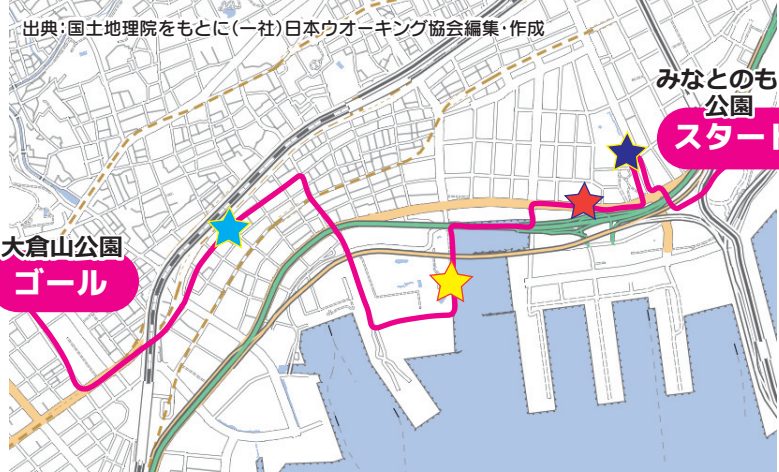 出典:国土地理院をもとに(一社)日本ウオーキング協会編集・作成
みなとのも
公園
スタート
大倉山公園
ゴール